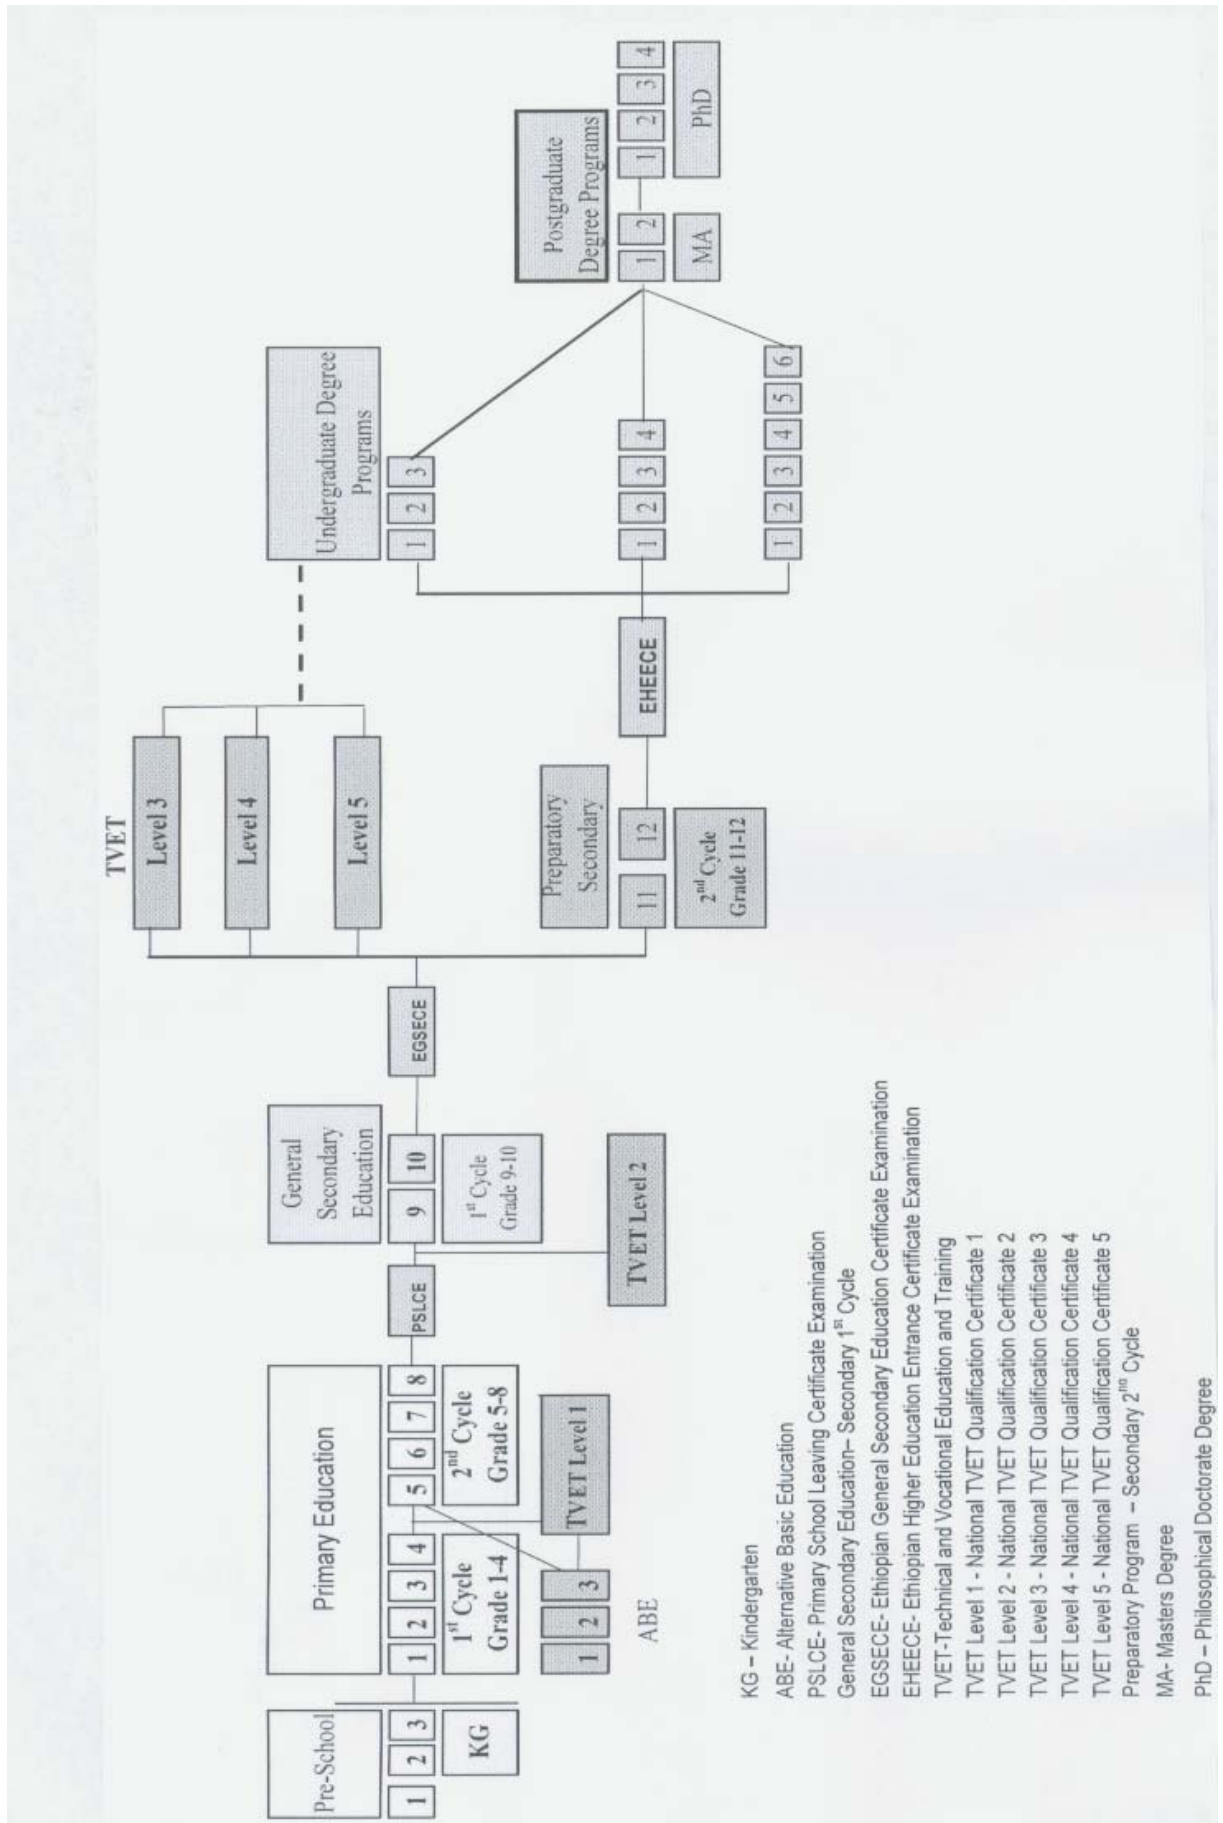 Pre-School
1 2 3
KG
Primary Education
1 2 3 4 5 6 7 8
1st Cycle
Grade 1-4
2nd Cycle
Grade 5-8
1 2 3
ABE
TVET Level 1
PSLCE
General
Secondary
Education
9 10
1st Cycle
Grade 9-10
TVET Level 2
EGSECE
TVET
Level 3
Level 4
Level 5
Preparatory
Secondary
11 12
2nd Cycle
Grade 11-12
EHEECE
Undergraduate Degree
Programs
1 2 3
1 2 3 4
1 2 3 4 5 6
Postgraduate
Degree Programs
1 2 1 2 3 4
MA
PhD
KG – Kindergarten
ABE- Alternative Basic Education
PSLCE- Primary School Leaving Certificate Examination
General Secondary Education– Secondary 1st Cycle
EGSECE- Ethiopian General Secondary Education Certificate Examination
EHEECE- Ethiopian Higher Education Entrance Certificate Examination
TVET-Technical and Vocational Education and Training
TVET Level 1 - National TVET Qualification Certificate 1
TVET Level 2 - National TVET Qualification Certificate 2
TVET Level 3 - National TVET Qualification Certificate 3
TVET Level 4 - National TVET Qualification Certificate 4
TVET Level 5 - National TVET Qualification Certificate 5
Preparatory Program – Secondary 2nd Cycle
MA- Masters Degree
PhD – Philosophical Doctorate Degree